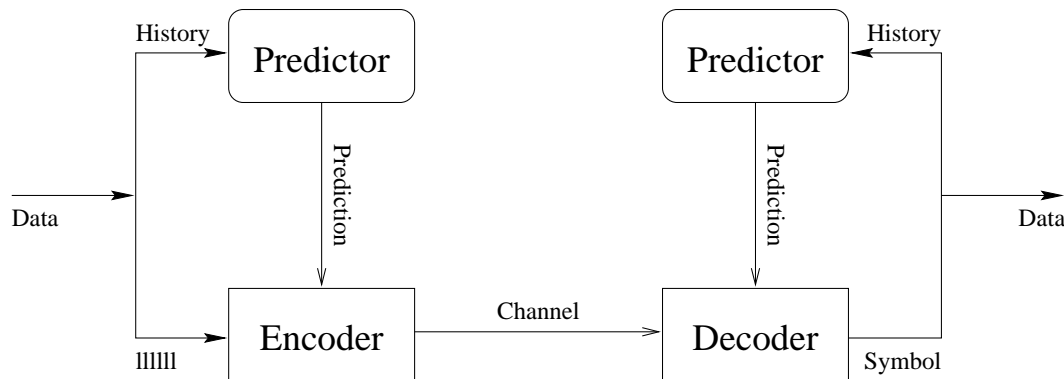 History
Predictor
Predictor
History
Prediction
Prediction
Data
Data
Channel
Encoder
Decoder
llllll
Symbol